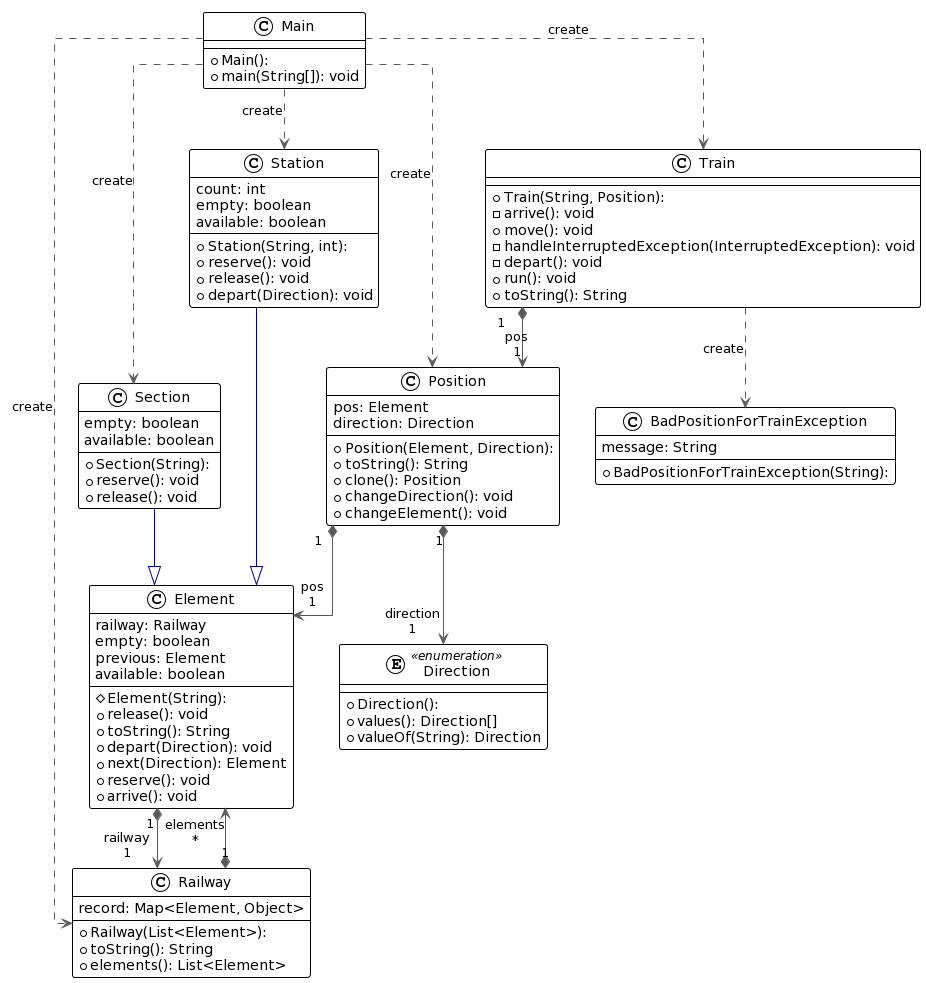 C Main
Main():
main(String[]): void
create
create
create
create
create
C Station
count: int
empty: boolean
available: boolean
Station(String, int):
reserve(): void
release(): void
depart(Direction): void
C Train
Train(String, Position):
arrive(): void
move(): void
handleInterruptedException(InterruptedException): void
depart(): void
run(): void
toString(): String
1
pos
1
create
C Section
empty: boolean
available: boolean
Section(String):
reserve(): void
release(): void
C Position
pos: Element
direction: Direction
Position(Element, Direction):
toString(): String
clone(): Position
changeDirection(): void
changeElement(): void
C BadPositionForTrainException
message: String
BadPositionForTrainException(String):
1
pos
1
1
direction
1
C Element
railway: Railway
empty: boolean
previous: Element
available: boolean
Element(String):
release(): void
toString(): String
depart(Direction): void
next(Direction): Element
reserve(): void
arrive(): void
E «enumeration»
Direction
Direction():
values(): Direction[]
valueOf(String): Direction
1
railway
1
elements
*
1
C Railway
record: Map<Element, Object>
Railway(List<Element>):
toString(): String
elements(): List<Element>